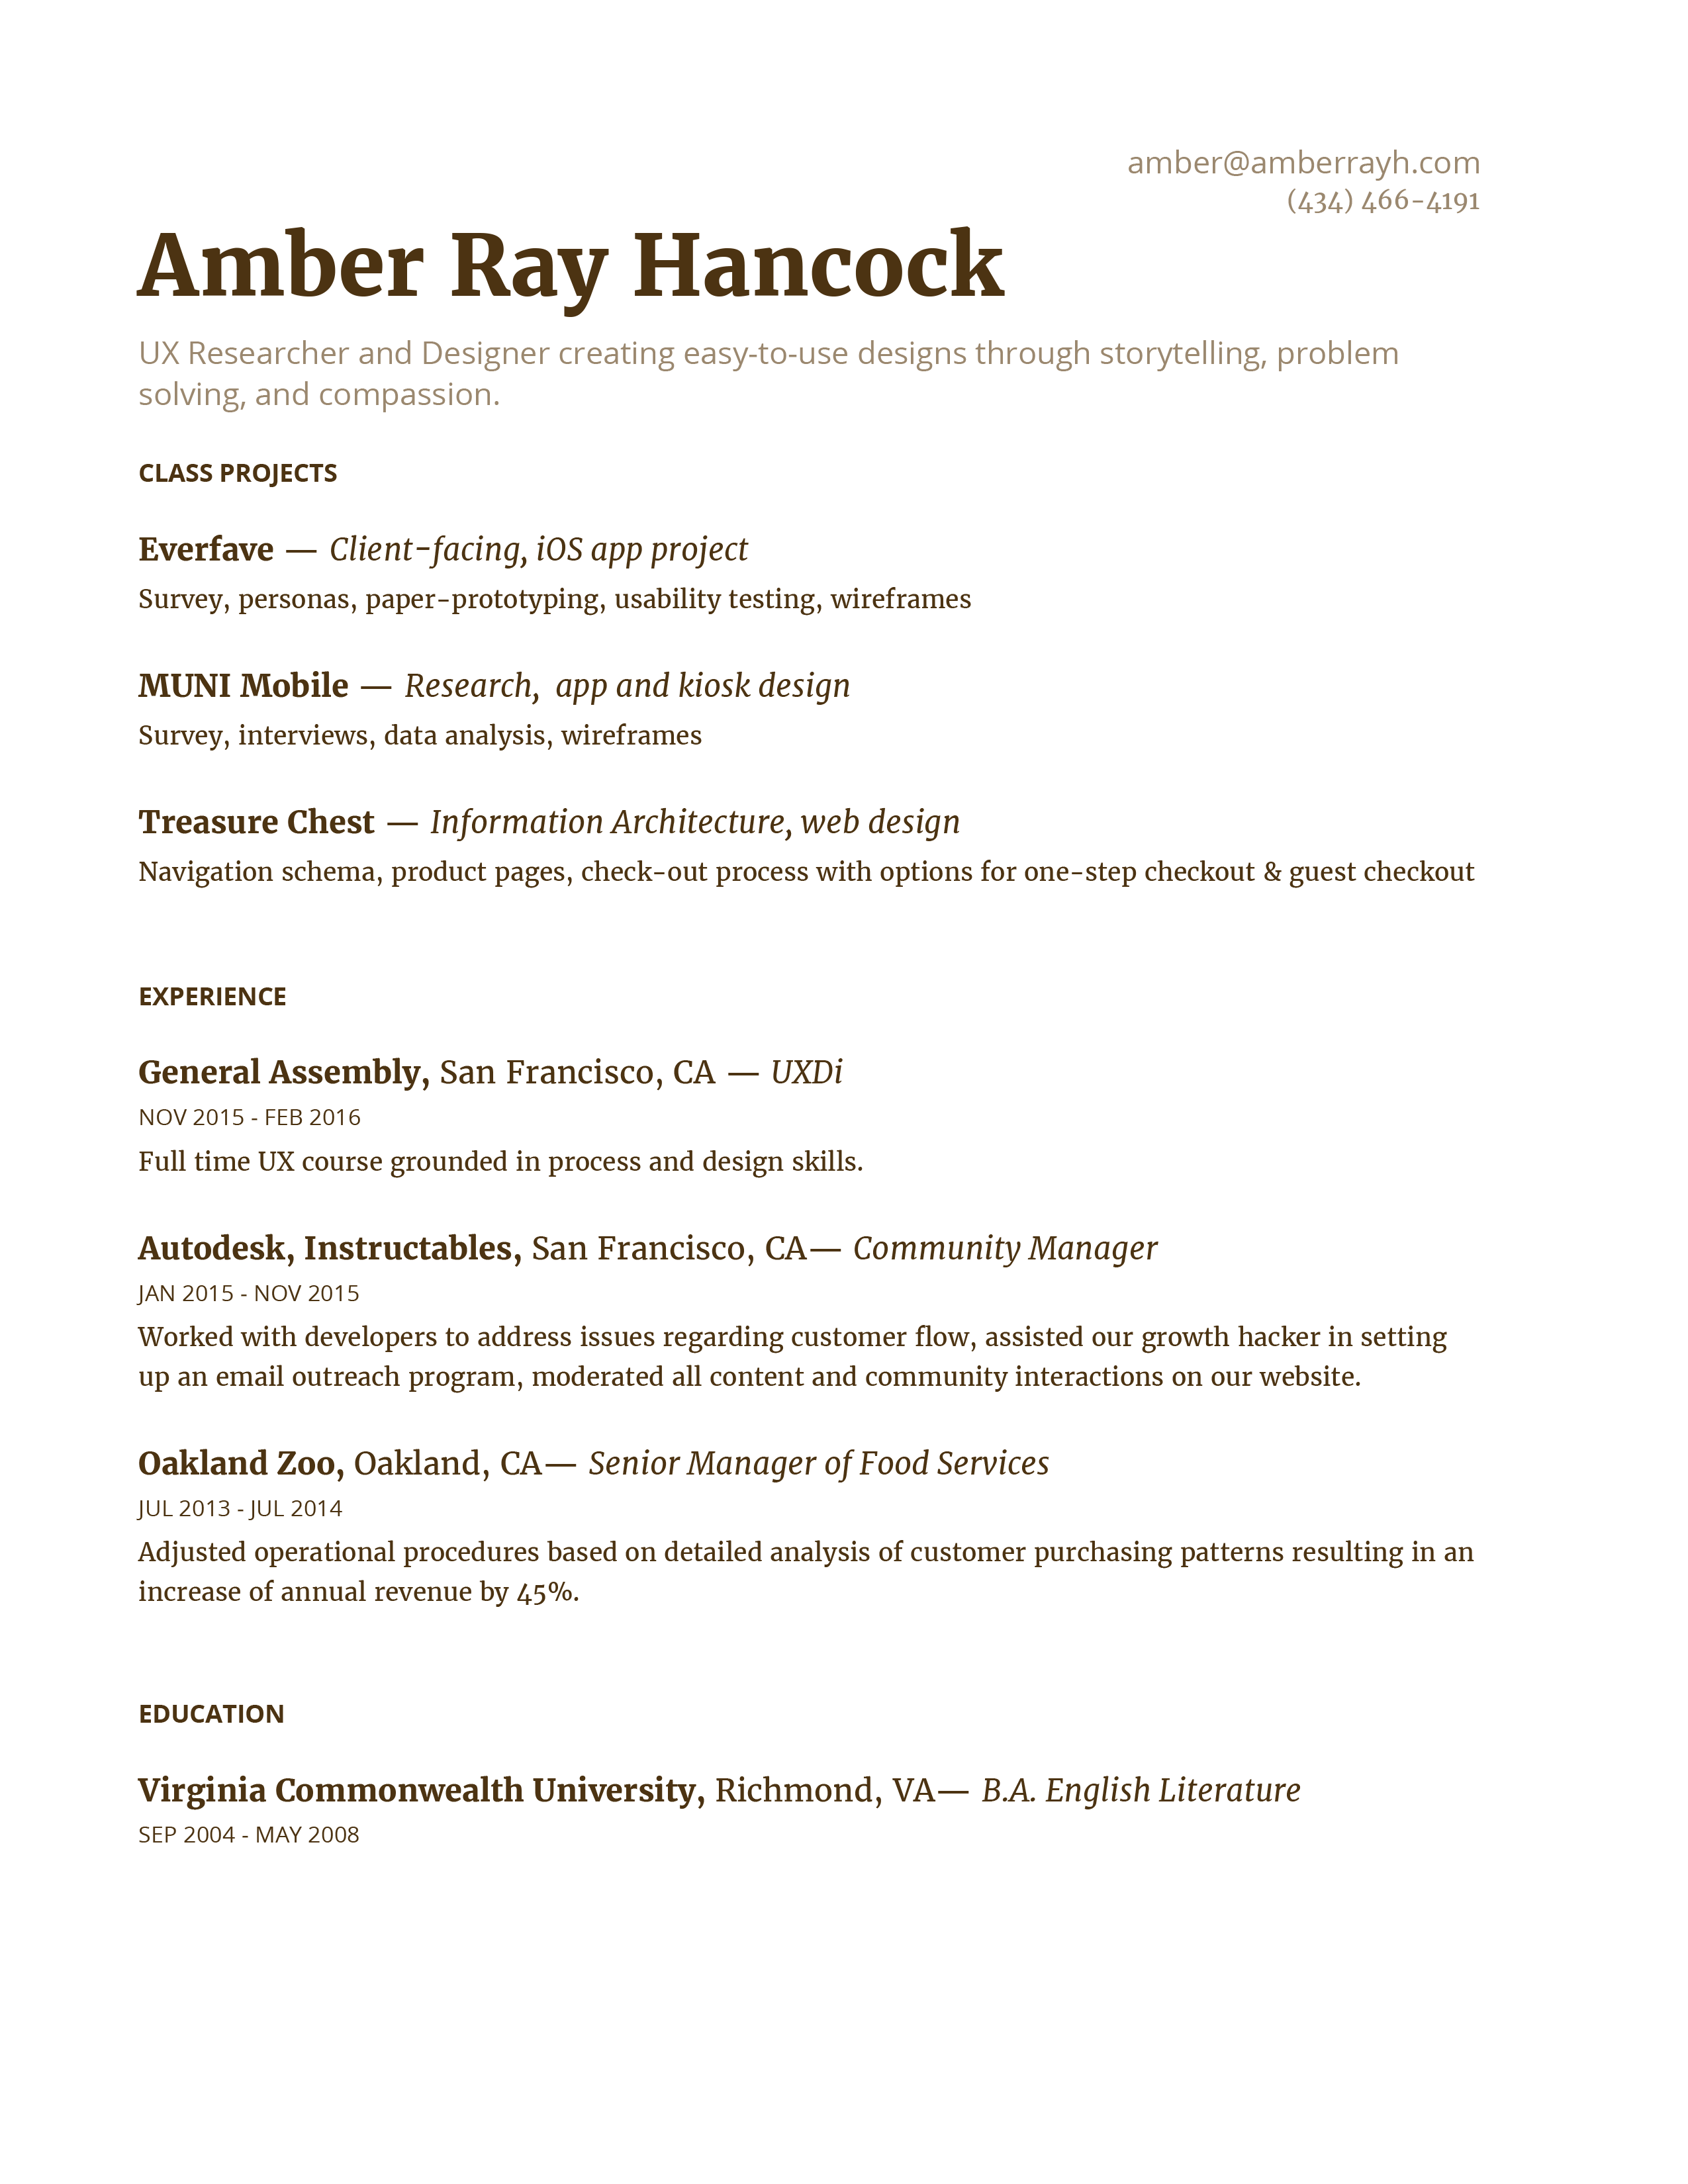 amber@amberrayh.com
(434) 466-4191
Amber Ray Hancock
UX Researcher and Designer creating easy-to-use designs through storytelling, problem
solving, and compassion.
CLASS PROJECTS
Everfave — Client-facing, iOS app project
Survey, personas, paper-prototyping, usability testing, wireframes
MUNI Mobile — Research,  app and kiosk design
Survey, interviews, data analysis, wireframes
Treasure Chest — Information Architecture, web design
Navigation schema, product pages, check-out process with options for one-step checkout & guest checkout
EXPERIENCE
General Assembly, San Francisco, CA — UXDi
NOV 2015 - FEB 2016
Full time UX course grounded in process and design skills.
Autodesk, Instructables, San Francisco, CA— Community Manager
JAN 2015 - NOV 2015
Worked with developers to address issues regarding customer flow, assisted our growth hacker in setting
up an email outreach program, moderated all content and community interactions on our website.
Oakland Zoo, Oakland, CA— Senior Manager of Food Services
JUL 2013 - JUL 2014
Adjusted operational procedures based on detailed analysis of customer purchasing patterns resulting in an
increase of annual revenue by 45%.
EDUCATION
Virginia Commonwealth University, Richmond, VA— B.A. English Literature
SEP 2004 - MAY 2008